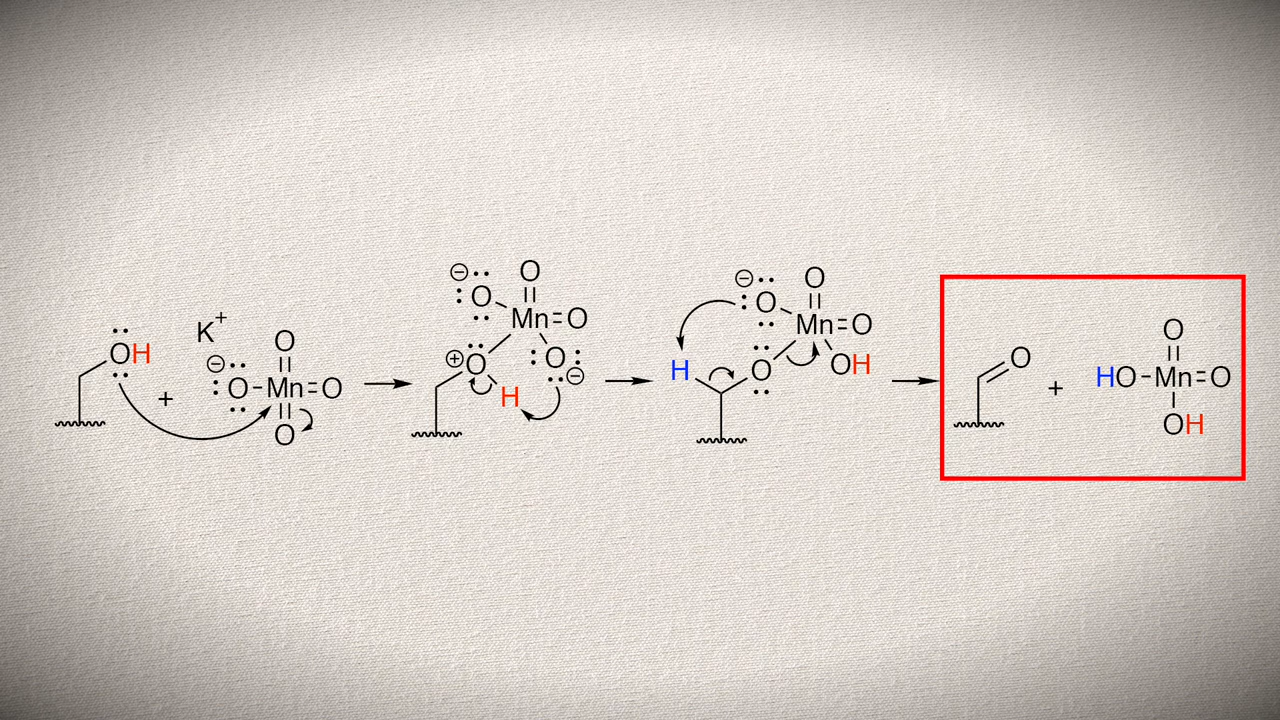 OH + K+ ⊖ O-Mn=O O O
⊖ O O Mn=O ⊕ O O ⊖ H
⊖ O O Mn=O H O OH
O + O HO-Mn=O OH